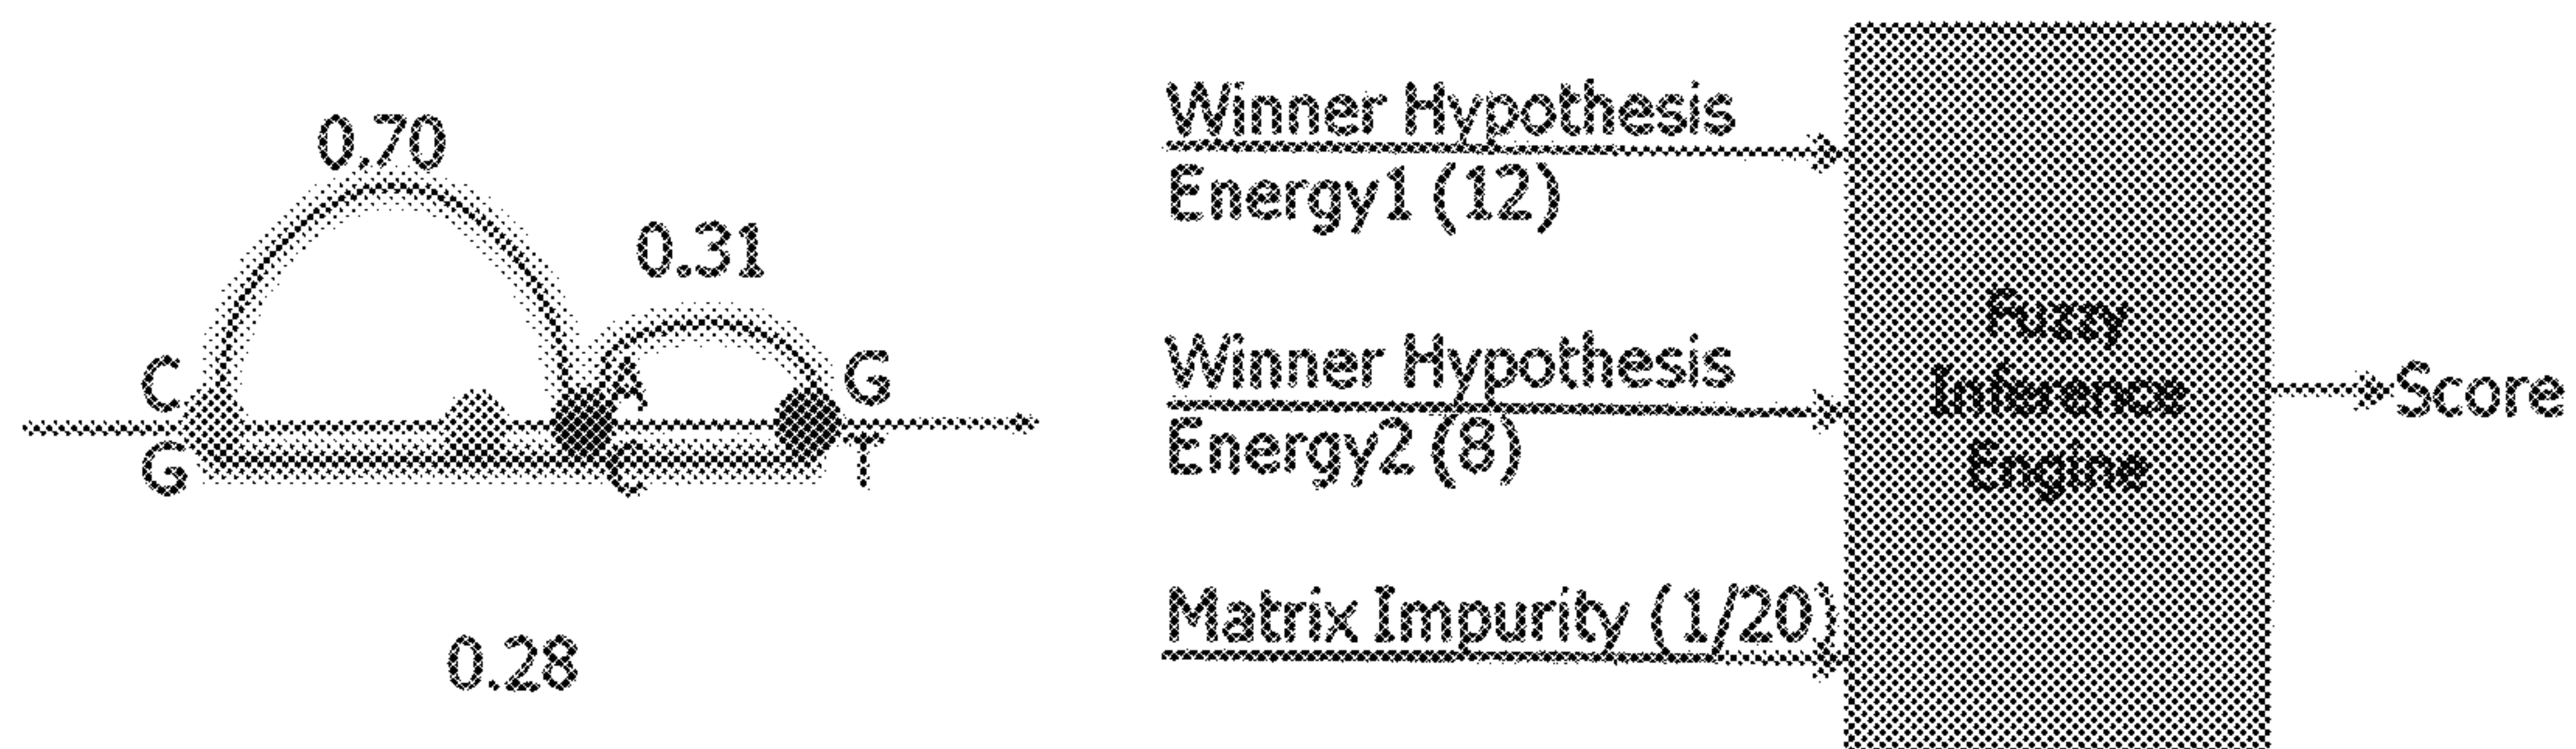 0.70
0.31
C
A
G
G
C
T
0.28
Winner Hypothesis
Energy1 (12)
Winner Hypothesis
Energy2 (8)
Matrix Impurity (1/20)
Fuzzy
Inference
Engine
Score